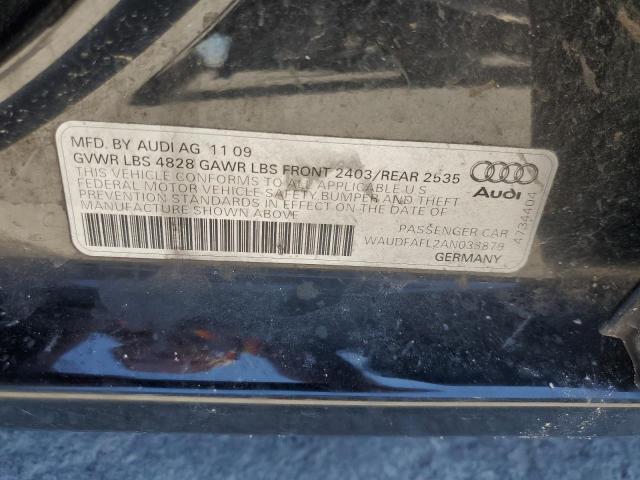 MFD. BY AUDI AG 11 09
GVWR LBS 4828 GAWR LBS FRONT 2403/REAR 2535
THIS VEHICLE CONFORMS TO ALL APPLICABLE U S
FEDERAL MOTOR VEHICLE SAFETY, BUMPER AND THEFT
PREVENTION STANDARDS IN EFFECT ON THE DATE OF
MANUFACTURE SHOWN ABOVE
Audi
PASSENGER CAR
WAUDFAFL2AN033879
GERMANY
4734404